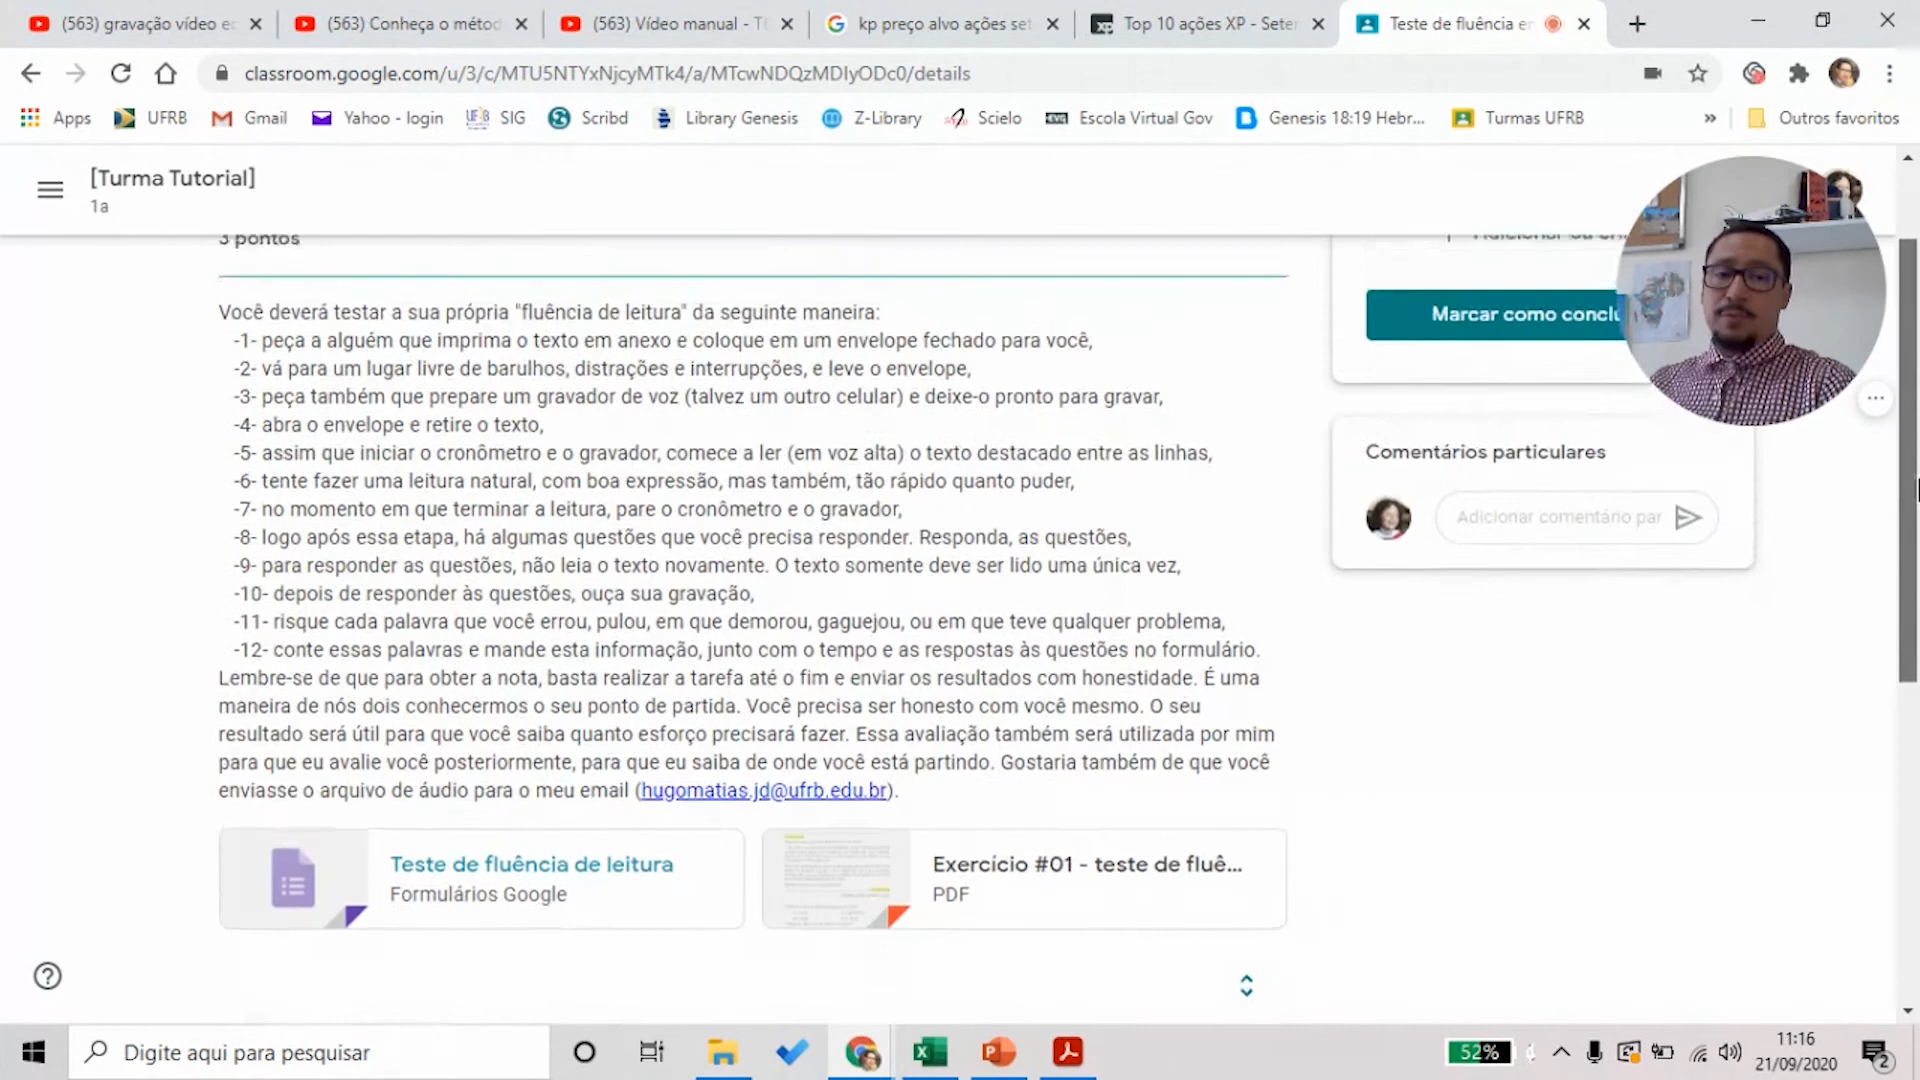 (563) gravação vídeo e
(563) Conheça o métod
(563) Vídeo manual - T
kp preço alvo ações set
Top 10 ações XP - Seter
Teste de fluência e
classroom.google.com/u/3/c/MTU5NTYxNjcyMTk4/a/MTcwNDQzMDIyODc0/details
Apps
UFRB
Gmail
Yahoo - login
SIG
Scribd
Library Genesis
Z-Library
Scielo
Escola Virtual Gov
Genesis 18:19 Hebr...
Turmas UFRB
»
Outros favoritos
[Turma Tutorial]
1a
3 pontos
Você deverá testar a sua própria "fluência de leitura" da seguinte maneira:
-1- peça a alguém que imprima o texto em anexo e coloque em um envelope fechado para você,
-2- vá para um lugar livre de barulhos, distrações e interrupções, e leve o envelope,
-3- peça também que prepare um gravador de voz (talvez um outro celular) e deixe-o pronto para gravar,
-4- abra o envelope e retire o texto,
-5- assim que iniciar o cronômetro e o gravador, comece a ler (em voz alta) o texto destacado entre as linhas,
-6- tente fazer uma leitura natural, com boa expressão, mas também, tão rápido quanto puder,
-7- no momento em que terminar a leitura, pare o cronômetro e o gravador,
-8- logo após essa etapa, há algumas questões que você precisa responder. Responda, as questões,
-9- para responder as questões, não leia o texto novamente. O texto somente deve ser lido uma única vez,
-10- depois de responder às questões, ouça sua gravação,
-11- risque cada palavra que você errou, pulou, em que demorou, gaguejou, ou em que teve qualquer problema,
-12- conte essas palavras e mande esta informação, junto com o tempo e as respostas às questões no formulário.
Lembre-se de que para obter a nota, basta realizar a tarefa até o fim e enviar os resultados com honestidade. É uma
maneira de nós dois conhecermos o seu ponto de partida. Você precisa ser honesto com você mesmo. O seu
resultado será útil para que você saiba quanto esforço precisará fazer. Essa avaliação também será utilizada por mim
para que eu avalie você posteriormente, para que eu saiba de onde você está partindo. Gostaria também de que você
enviasse o arquivo de áudio para o meu email (hugomatias.jd@ufrb.edu.br).
Teste de fluência de leitura
Formulários Google
Exercício #01 - teste de fluê...
PDF
Marcar como conclu
Comentários particulares
Adicionar comentário par
Digite aqui para pesquisar
52%
11:16
21/09/2020
2